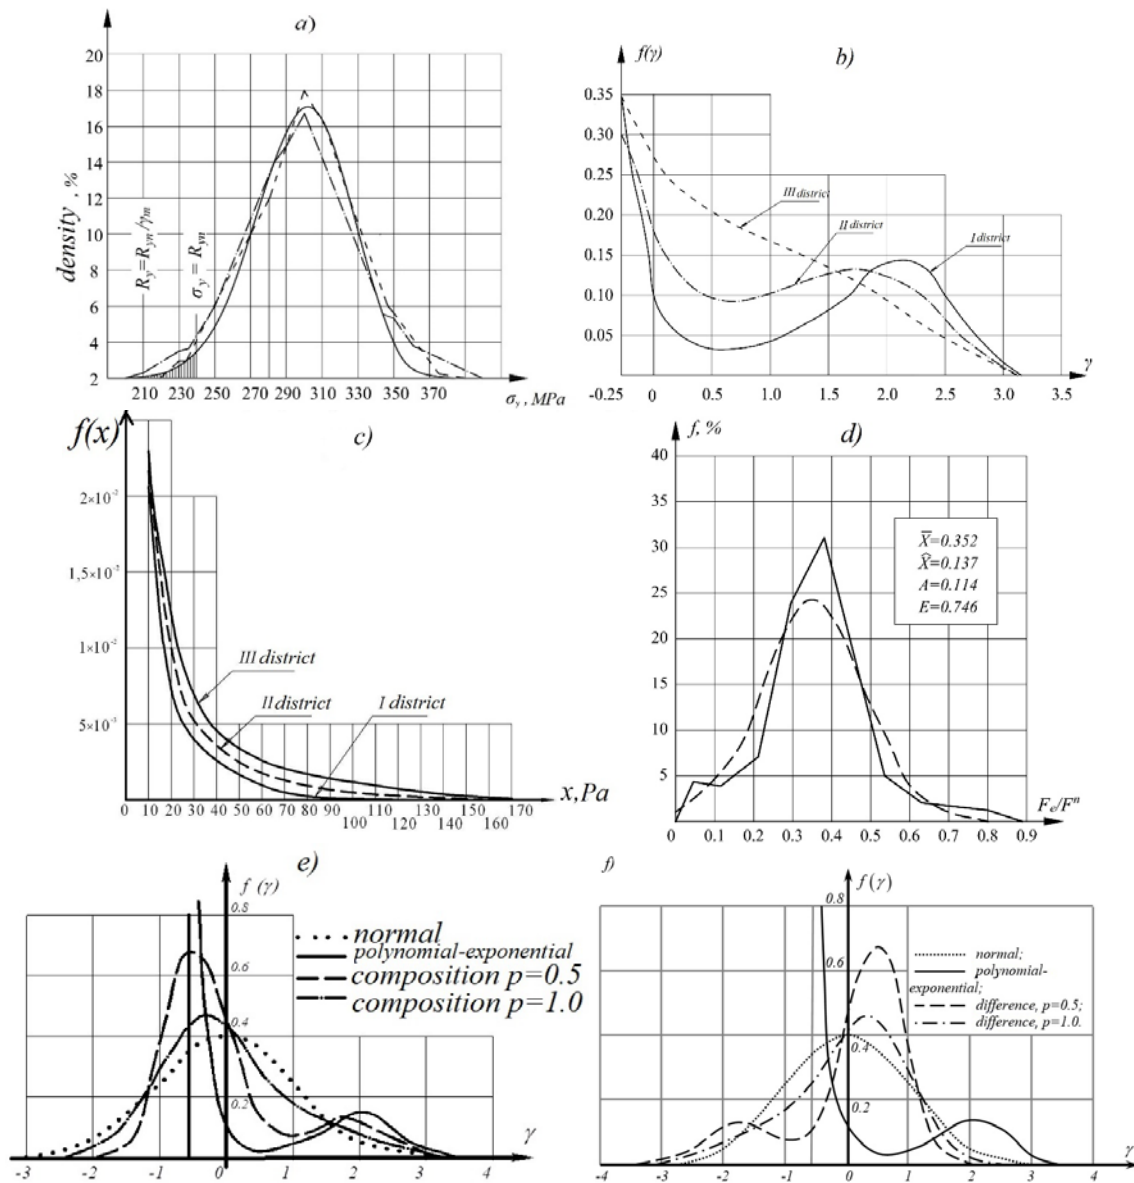 a)
20
18
16
14
12
10
8
6
4
2
density, %
R_y=R_yn/γ_m
σ_y = R_yn
210 230 250 270 290 310 330 350 370
σ_y, MPa
b)
f(γ)
0.35
0.30
0.25
0.20
0.15
0.10
0.05
III district
II district
I district
-0.25 0 0.5 1.0 1.5 2.0 2.5 3.0 3.5
γ
c)
f(x)
2×10⁻²
1,5×10⁻²
1×10⁻²
5×10⁻³
III district
II district
I district
0 10 20 30 40 50 60 70 80 90 110 130 150 170
100 120 140 160
x,Pa
d)
f, %
40
35
30
25
20
15
10
5
X̅=0.352
X̂=0.137
A=0.114
E=0.746
0 0.1 0.2 0.3 0.4 0.5 0.6 0.7 0.8 0.9
F_e/Fⁿ
e)
f (γ)
0.8
0.6
0.4
0.2
normal
polynomial-exponential
composition p=0.5
composition p=1.0
-3 -2 -1 0 1 2 3 4
γ
f)
f(γ)
0.8
0.6
0.4
0.2
normal;
polynomial-
exponential;
difference, p=0.5;
difference, p=1.0.
-4 -3 -2 -1 0 1 2 3 4
γ